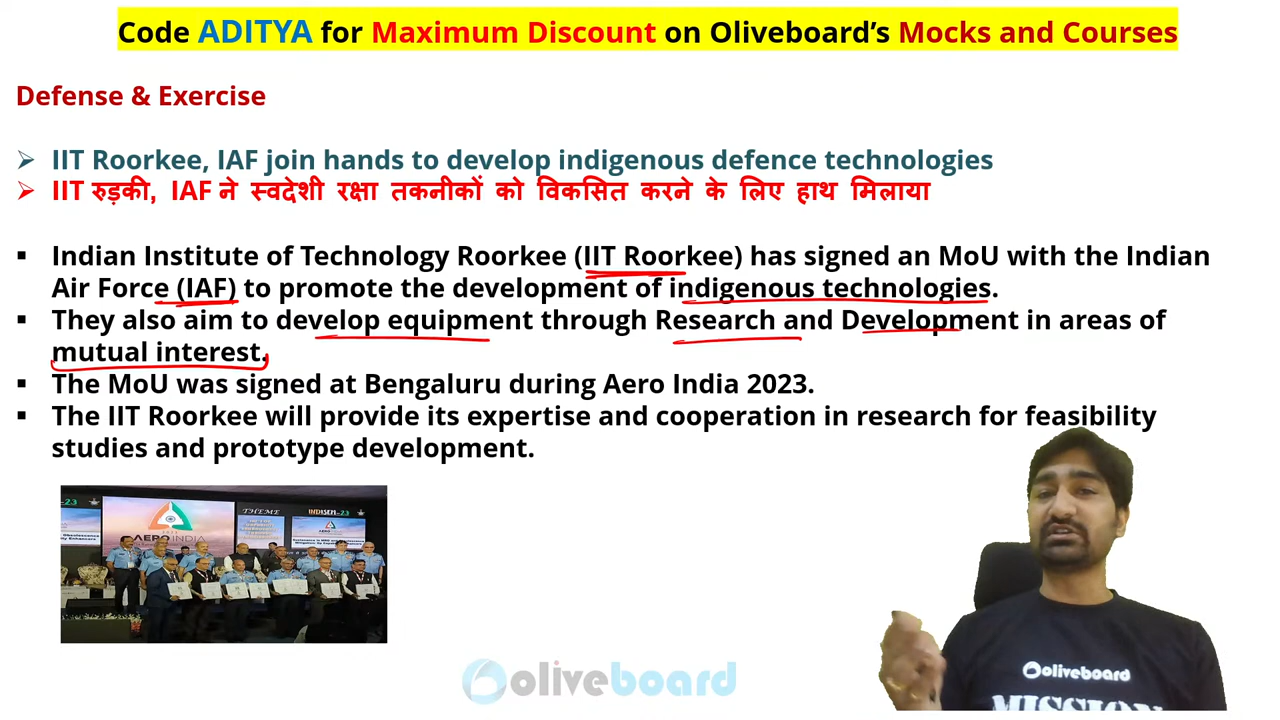 Code ADITYA for Maximum Discount on Oliveboard's Mocks and Courses
Defense & Exercise
➢ IIT Roorkee, IAF join hands to develop indigenous defence technologies
➢ IIT रुड़की, IAF ने स्वदेशी रक्षा तकनीकों को विकसित करने के लिए हाथ मिलाया
▪ Indian Institute of Technology Roorkee (IIT Roorkee) has signed an MoU with the Indian
Air Force (IAF) to promote the development of indigenous technologies.
▪ They also aim to develop equipment through Research and Development in areas of
mutual interest.
▪ The MoU was signed at Bengaluru during Aero India 2023.
▪ The IIT Roorkee will provide its expertise and cooperation in research for feasibility
studies and prototype development.
THEME
INDISEM-23
AERO INDIA
oliveboard
oliveboard
MISSION